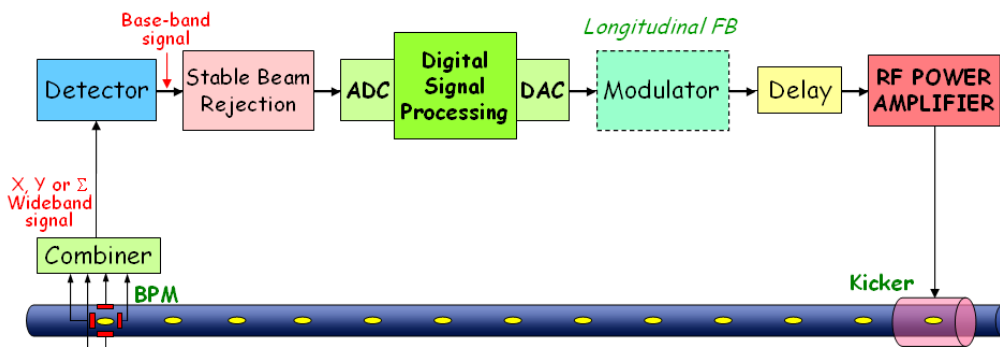 Base-band
signal
Longitudinal FB
Detector
Stable Beam
Rejection
ADC
Digital
Signal
Processing
DAC
Modulator
Delay
RF POWER
AMPLIFIER
X, Y or Σ
Wideband
signal
Combiner
BPM
Kicker